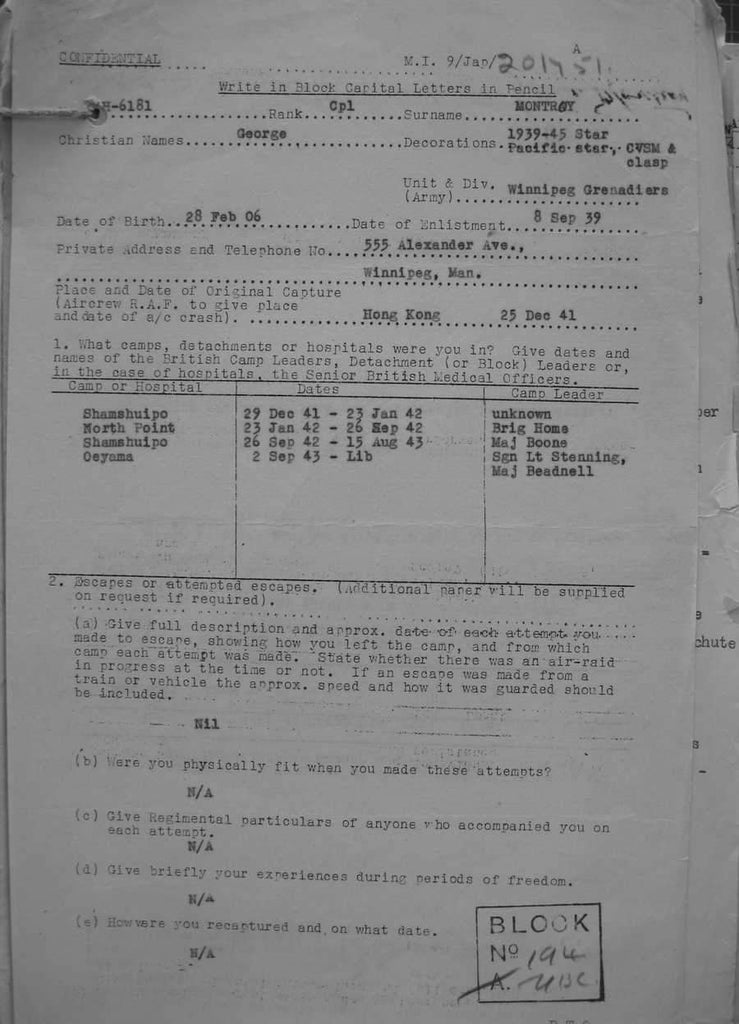 CONFIDENTIAL ..... M.I. 9/Jap/ 201451.
A
Write in Block Capital Letters in Pencil
H-6181 Rank. Cpl Surname. MONTROY
Christian Names. George Decorations. 1939-45 Star
Pacific star, CVSM &
clasp
Unit & Div. Winnipeg Grenadiers
(Army)
Date of Birth. 28 Feb 06 Date of Enlistment. 8 Sep 39
Private Address and Telephone No. 555 Alexander Ave.,
Winnipeg, Man.
Place and Date of Original Capture
(Aircrew R.A.F. to give place
and date of a/c crash). Hong Kong 25 Dec 41
1. What camps, detachments or hospitals were you in? Give dates and
names of the British Camp Leaders, Detachment (or Block) Leaders or,
in the case of hospitals, the Senior British Medical Officers.
Camp or Hospital Dates Camp Leader
Shamshuipo 29 Dec 41 - 23 Jan 42 unknown
North Point 23 Jan 42 - 26 Sep 42 Brig Home
Shamshuipo 26 Sep 42 - 15 Aug 43 Maj Boone
Oeyama 2 Sep 43 - Lib Sgn Lt Stenning,
Maj Beadnell
2. Escapes or attempted escapes. (Additional paper will be supplied
on request if required).
(a) Give full description and approx. date of each attempt you
made to escape, showing how you left the camp, and from which
camp each attempt was made. State whether there was an air-raid
in progress at the time or not. If an escape was made from a
train or vehicle the approx. speed and how it was guarded should
be included.
Nil
(b) Were you physically fit when you made these attempts?
N/A
(c) Give Regimental particulars of anyone who accompanied you on
each attempt.
N/A
(d) Give briefly your experiences during periods of freedom.
N/A
(e) How were you recaptured and on what date.
N/A
BLOCK
No 194
A.
chute